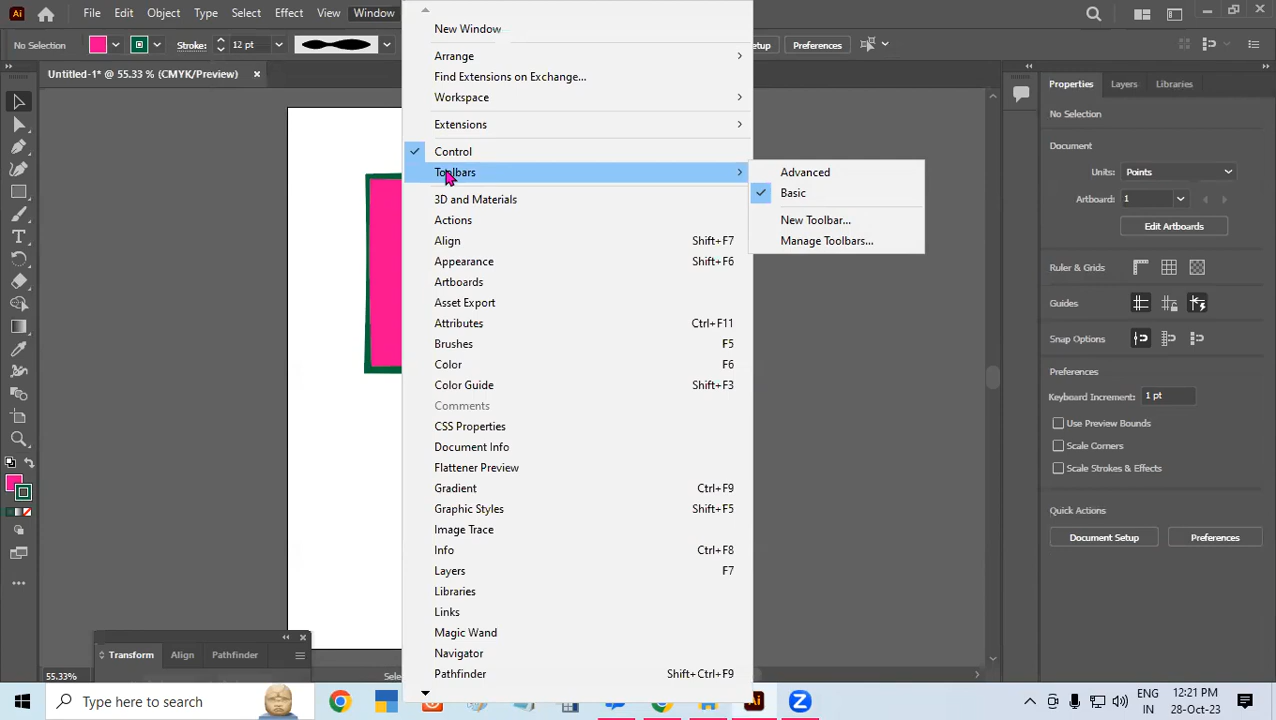 Ai File Edit Object Type Select Effect View Window
No Selection Stroke: 12 pt Preferences
Untitled-1* @ 55.33 % (CMYK/Preview) ×
New Window
Arrange
Find Extensions on Exchange...
Workspace
Extensions
Control
Toolbars
Advanced
Basic
New Toolbar...
Manage Toolbars...
3D and Materials
Actions
Align Shift+F7
Appearance Shift+F6
Artboards
Asset Export
Attributes Ctrl+F11
Brushes F5
Color F6
Color Guide Shift+F3
Comments
CSS Properties
Document Info
Flattener Preview
Gradient Ctrl+F9
Graphic Styles Shift+F5
Image Trace
Info Ctrl+F8
Layers F7
Libraries
Links
Magic Wand
Navigator
Pathfinder Shift+Ctrl+F9
Properties Layers Libraries
No Selection
Document
Units: Points
Artboard: 1
Edit Artboards
Ruler & Grids
Guides
Snap Options
Preferences
Keyboard Increment: 1 pt
Use Preview Bounds
Scale Corners
Scale Strokes & Effects
Quick Actions
Document Setup Preferences
Transform Align Pathfinder
55.33%
Type here to search
Ai
ENG
IN
12:21 PM
28-Oct-23